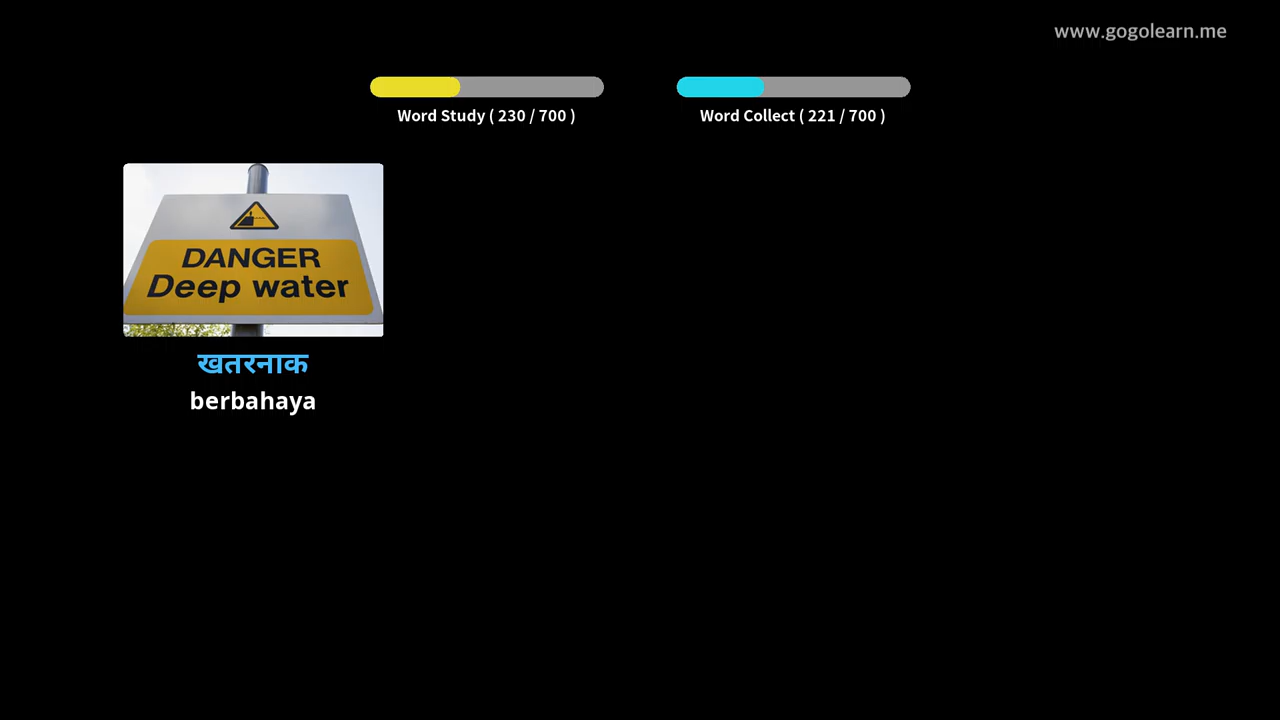 www.gogolearn.me
Word Study ( 230 / 700 )
Word Collect ( 221 / 700 )
DANGER
Deep water
खतरनाक
berbahaya